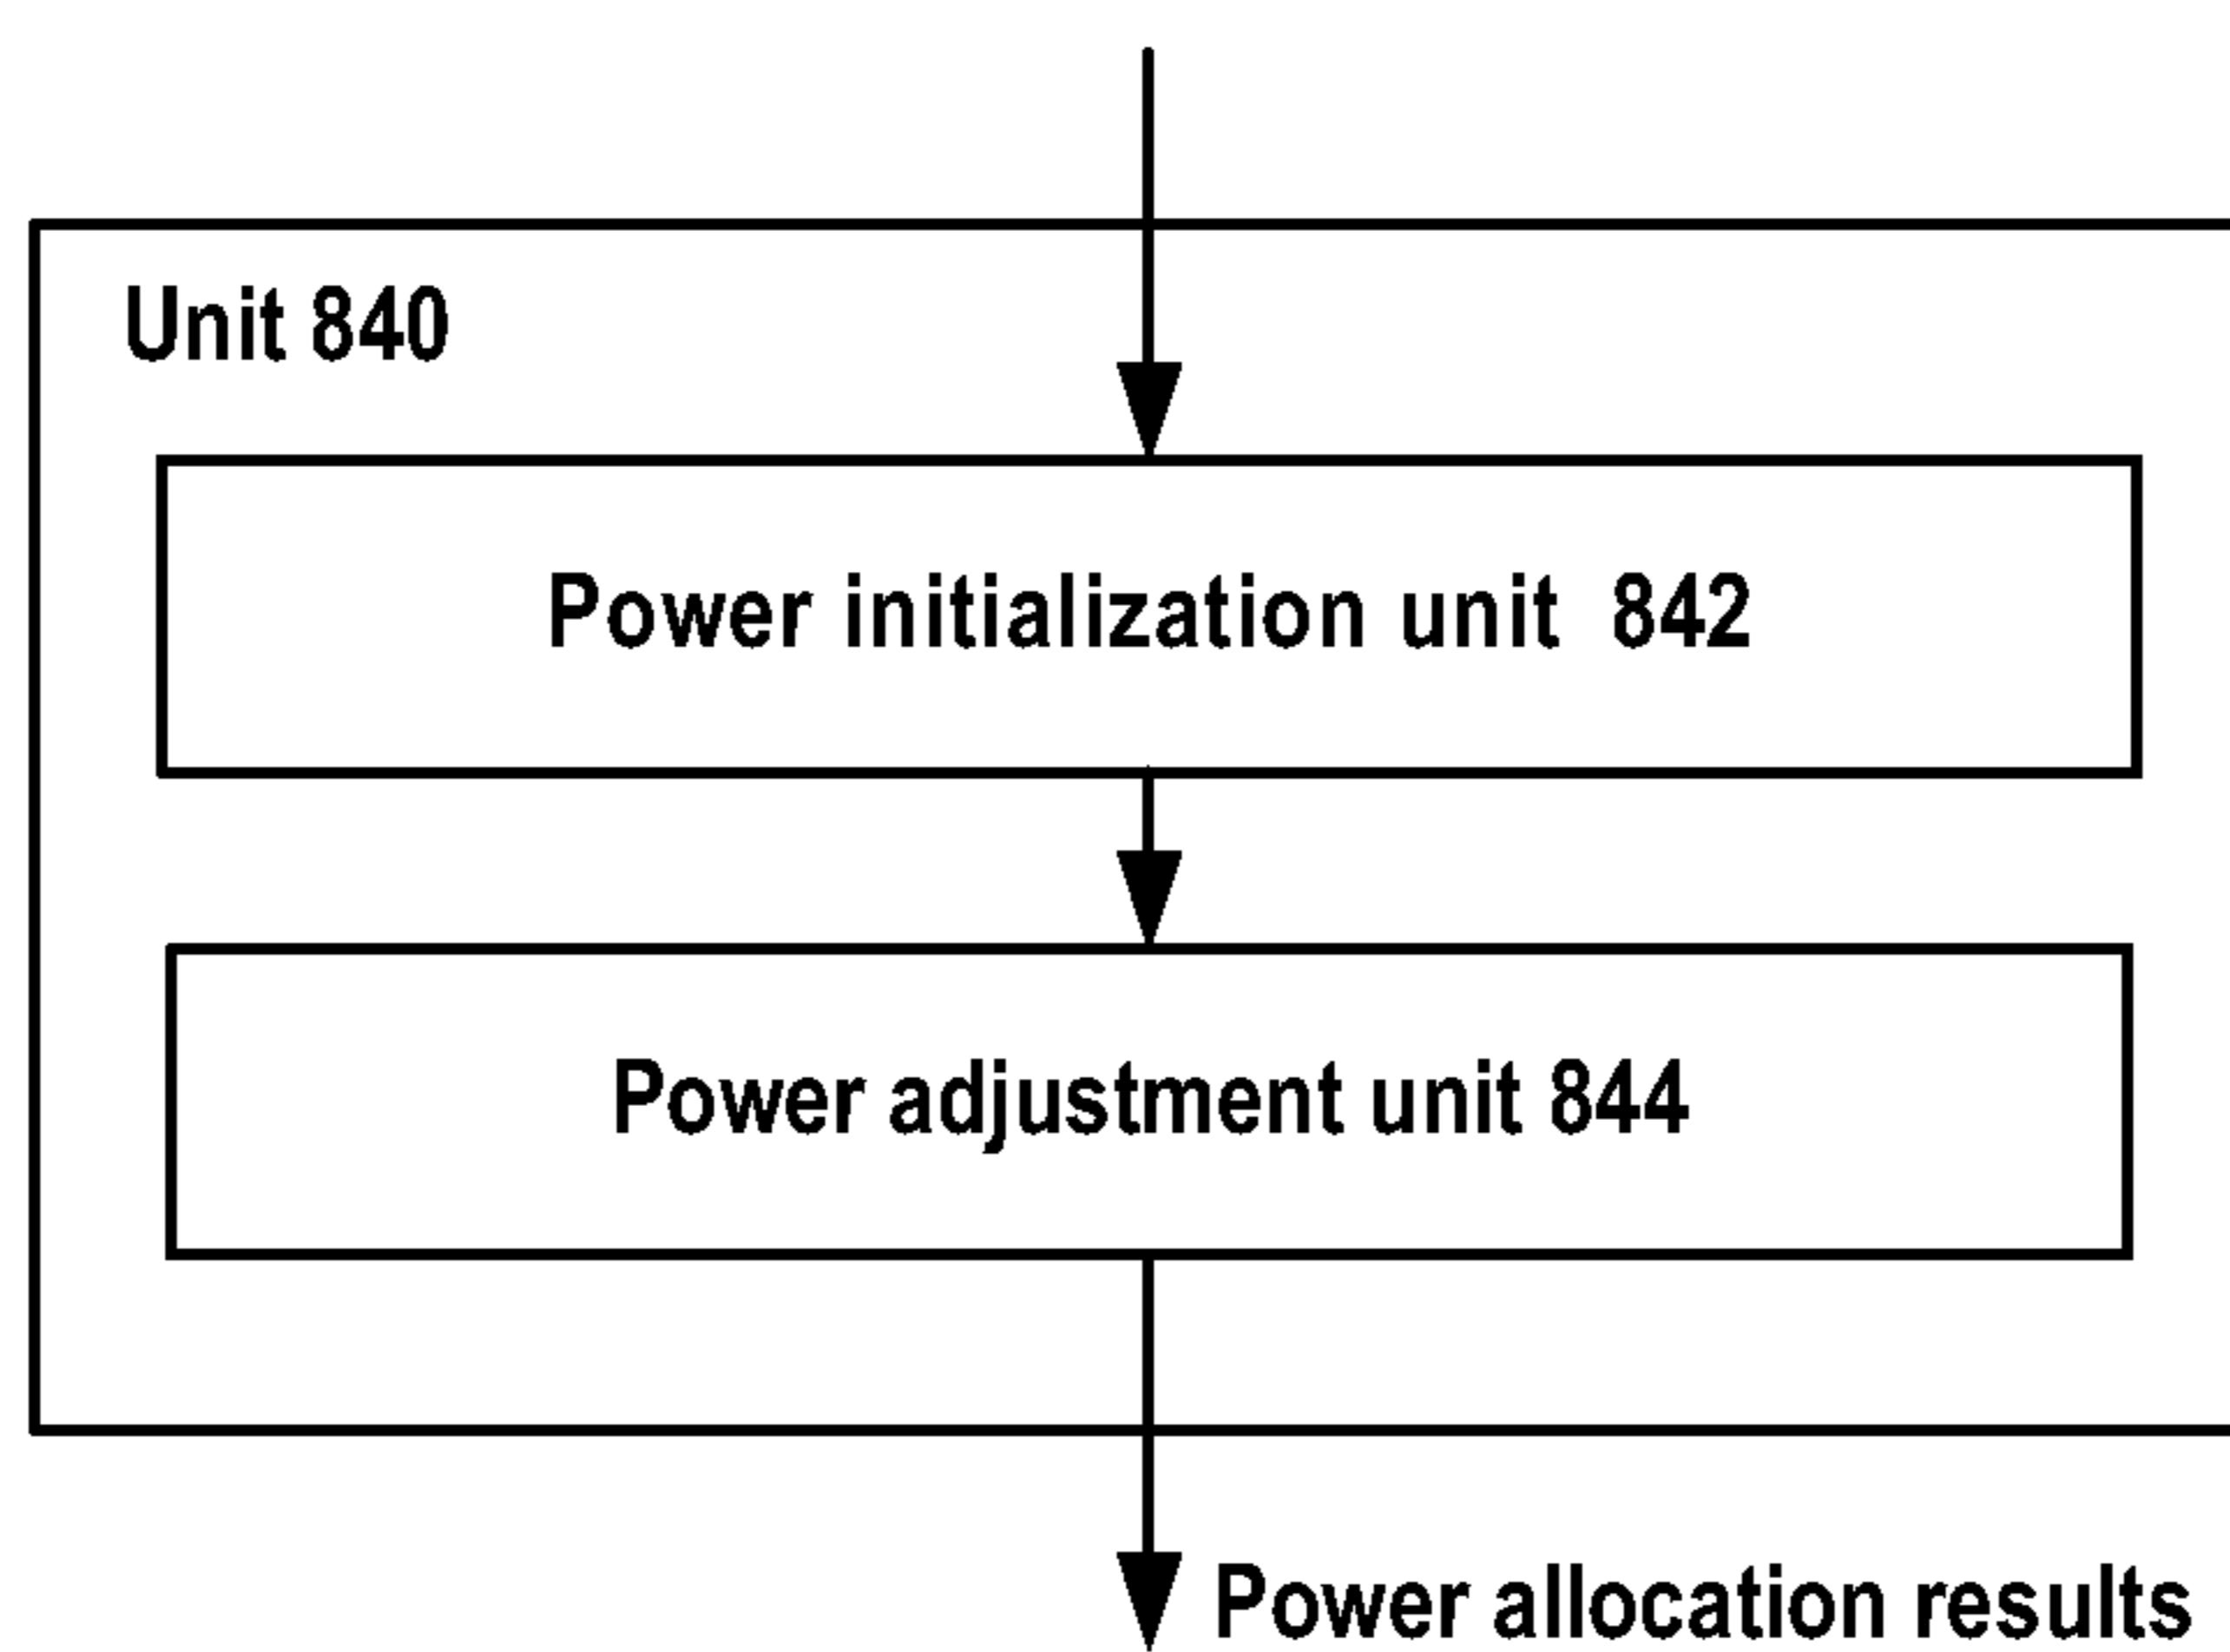 Unit 840
Power initialization unit 842
Power adjustment unit 844
Power allocation results